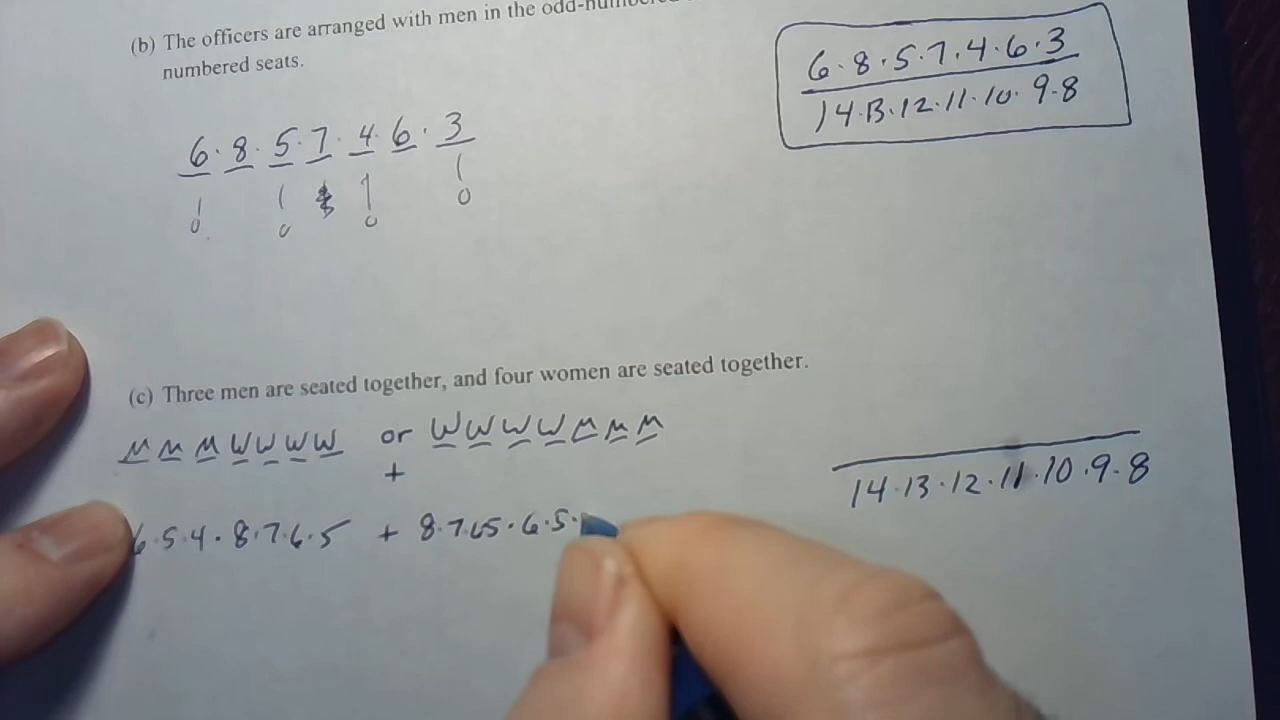 (b) The officers are arranged with men in the odd-numbered
numbered seats.
6·8·5·7·4·6·3
14·13·12·11·10·9·8
6·8·5·7·4·6·3
(c) Three men are seated together, and four women are seated together.
M M M W W W W or W W W W M M M
+
14·13·12·11·10·9·8
6·5·4·8·7·6·5 + 8·7·6·5·6·5·